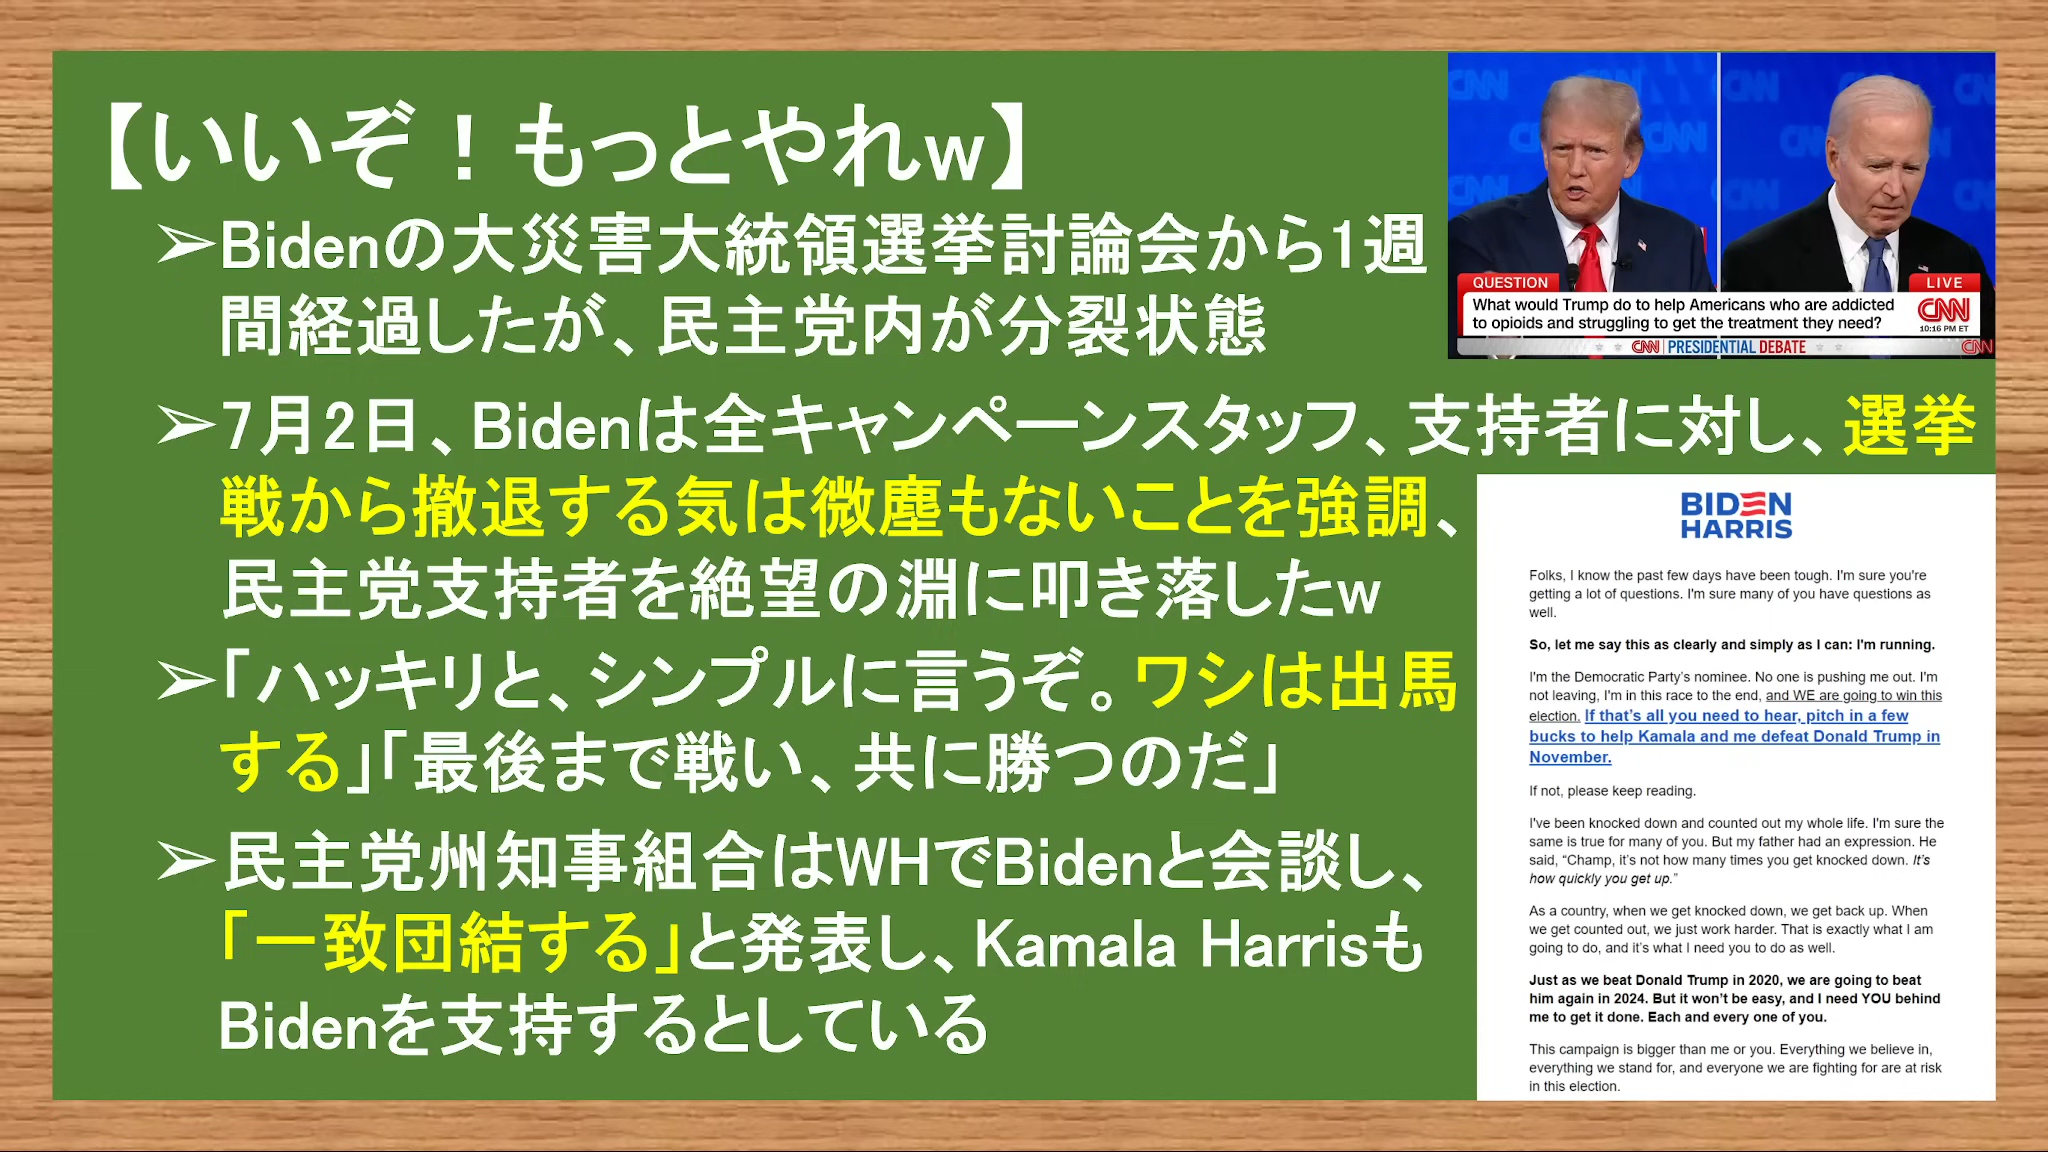 【いいぞ！もっとやれw】
➢Bidenの大災害大統領選挙討論会から1週
間経過したが、民主党内が分裂状態
➢7月2日、Bidenは全キャンペーンスタッフ、支持者に対し、選挙
戦から撤退する気は微塵もないことを強調、
民主党支持者を絶望の淵に叩き落したw
➢「ハッキリと、シンプルに言うぞ。ワシは出馬
する」「最後まで戦い、共に勝つのだ」
➢民主党州知事組合はWHでBidenと会談し、
「一致団結する」と発表し、Kamala Harrisも
Bidenを支持するとしている
CNN
QUESTION
LIVE
What would Trump do to help Americans who are addicted
to opioids and struggling to get the treatment they need?
CNN
10:16 PM ET
CNN PRESIDENTIAL DEBATE
CNN
BIDEN
HARRIS
Folks, I know the past few days have been tough. I'm sure you're
getting a lot of questions. I'm sure many of you have questions as
well.
So, let me say this as clearly and simply as I can: I'm running.
I'm the Democratic Party's nominee. No one is pushing me out. I'm
not leaving, I'm in this race to the end, and WE are going to win this
election. If that's all you need to hear, pitch in a few
bucks to help Kamala and me defeat Donald Trump in
November.
If not, please keep reading.
I've been knocked down and counted out my whole life. I'm sure the
same is true for many of you. But my father had an expression. He
said, “Champ, it's not how many times you get knocked down. It's
how quickly you get up.”
As a country, when we get knocked down, we get back up. When
we get counted out, we just work harder. That is exactly what I am
going to do, and it's what I need you to do as well.
Just as we beat Donald Trump in 2020, we are going to beat
him again in 2024. But it won't be easy, and I need YOU behind
me to get it done. Each and every one of you.
This campaign is bigger than me or you. Everything we believe in,
everything we stand for, and everyone we are fighting for are at risk
in this election.